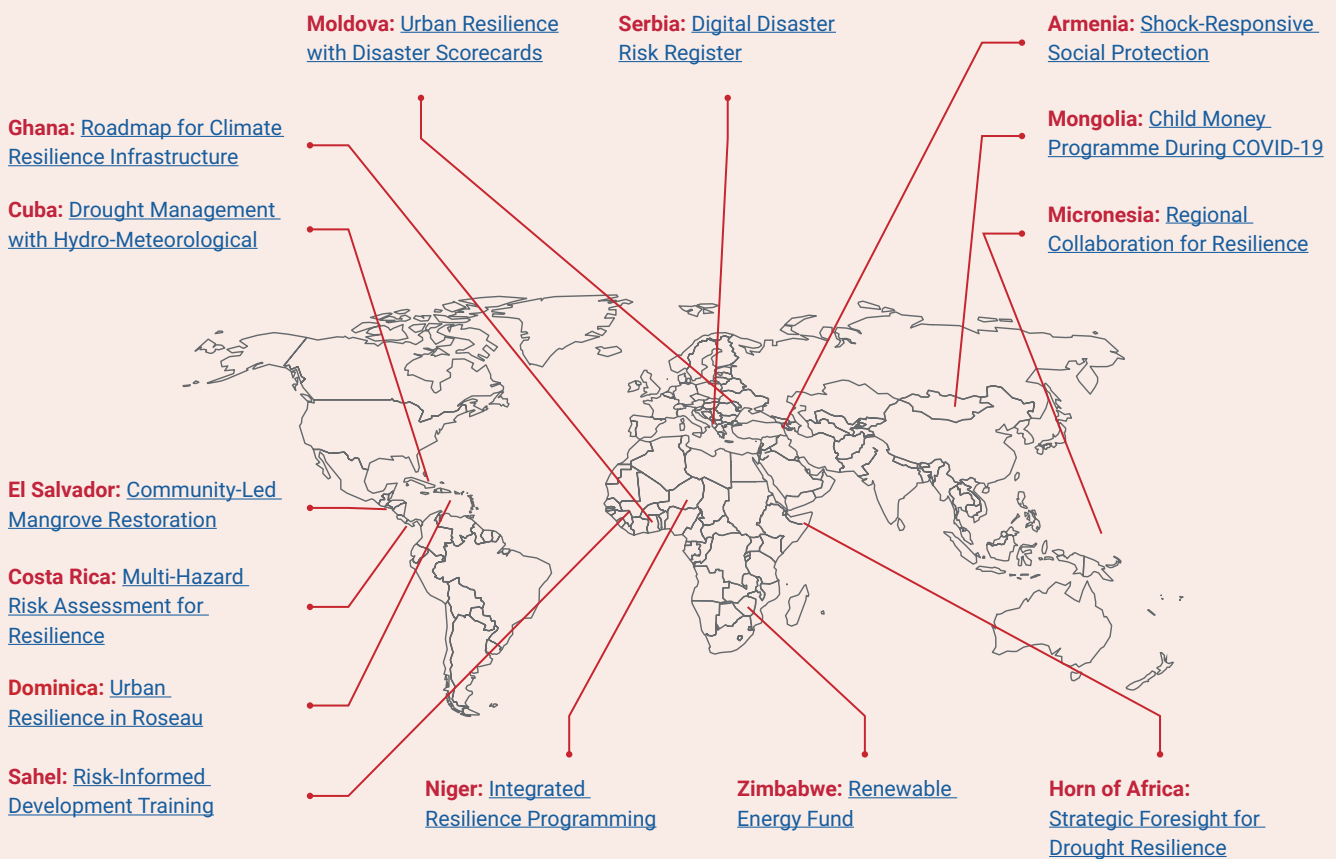 Moldova: Urban Resilience
with Disaster Scorecards
Serbia: Digital Disaster
Risk Register
Armenia: Shock-Responsive
Social Protection
Ghana: Roadmap for Climate
Resilience Infrastructure
Mongolia: Child Money
Programme During COVID-19
Cuba: Drought Management
with Hydro-Meteorological
Micronesia: Regional
Collaboration for Resilience
El Salvador: Community-Led
Mangrove Restoration
Costa Rica: Multi-Hazard
Risk Assessment for
Resilience
Dominica: Urban
Resilience in Roseau
Sahel: Risk-Informed
Development Training
Niger: Integrated
Resilience Programming
Zimbabwe: Renewable
Energy Fund
Horn of Africa:
Strategic Foresight for
Drought Resilience